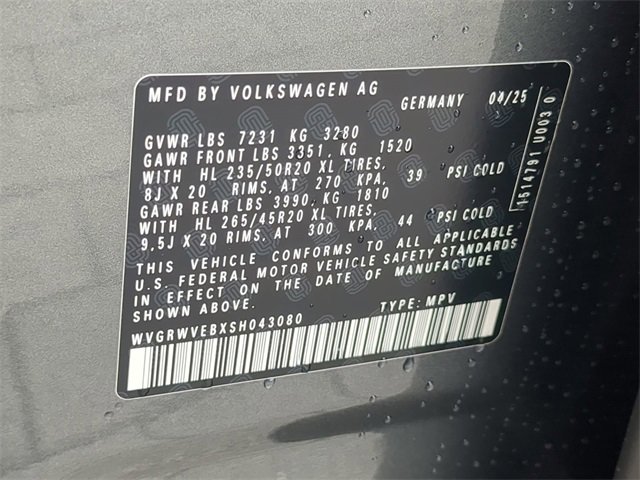 MFD BY VOLKSWAGEN AG GERMANY 04/25
GVWR LBS 7231 KG 3280
GAWR FRONT LBS 3351, KG 1520
WITH HL 235/50R20 XL TIRES,
8J X 20 RIMS, AT 270 KPA, 39 PSI COLD
GAWR REAR LBS 3990, KG 1810
WITH HL 265/45R20 XL TIRES,
9,5J X 20 RIMS, AT 300 KPA, 44 PSI COLD
THIS VEHICLE CONFORMS TO ALL APPLICABLE
U.S. FEDERAL MOTOR VEHICLE SAFETY STANDARDS
IN EFFECT ON THE DATE OF MANUFACTURE
SHOWN ABOVE.
WVGRWVEBXSH043080 TYPE: MPV
1514791 U003 0